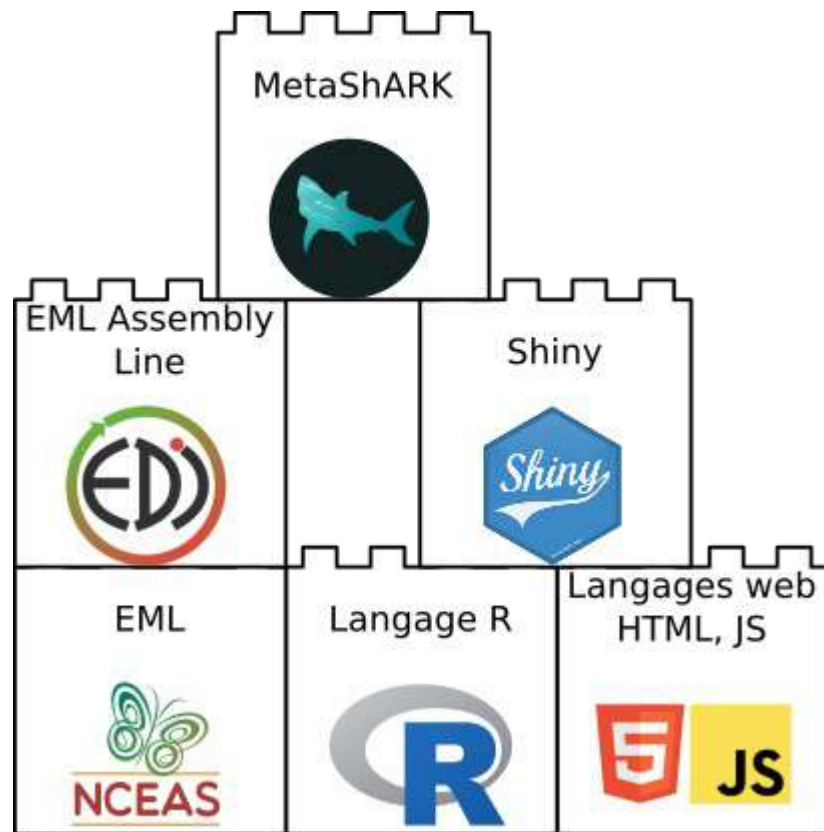 MetaShARK
EML Assembly
Line
EDI
Shiny
Shiny
EML
NCEAS
Langage R
R
Langages web
HTML, JS
5
JS